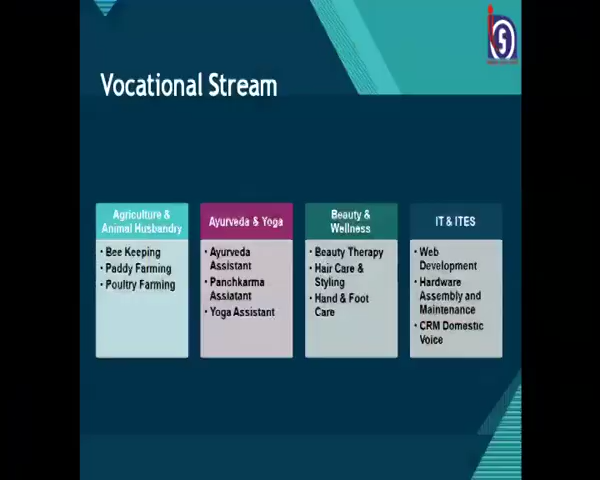 Vocational Stream
Agriculture &
Animal Husbandry
• Bee Keeping
• Paddy Farming
• Poultry Farming
Ayurveda & Yoga
• Ayurveda
Assistant
• Panchkarma
Assiatant
• Yoga Assistant
Beauty &
Wellness
• Beauty Therapy
• Hair Care &
Styling
• Hand & Foot
Care
IT & ITES
• Web
Development
• Hardware
Assembly and
Maintenance
• CRM Domestic
Voice